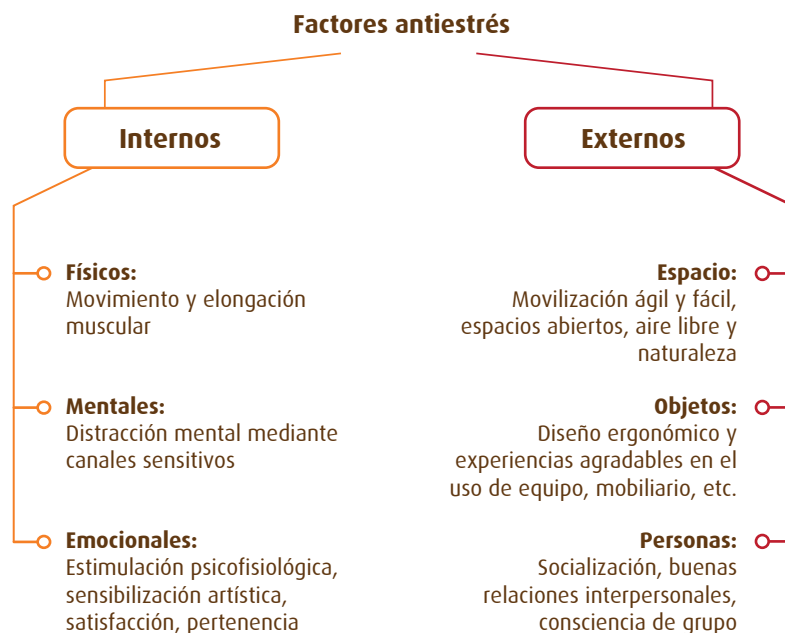 Factores antiestrés
Internos
Externos
Físicos:
Movimiento y elongación
muscular
Mentales:
Distracción mental mediante
canales sensitivos
Emocionales:
Estimulación psicofisiológica,
sensibilización artística,
satisfacción, pertenencia
Espacio:
Movilización ágil y fácil,
espacios abiertos, aire libre y
naturaleza
Objetos:
Diseño ergonómico y
experiencias agradables en el
uso de equipo, mobiliario, etc.
Personas:
Socialización, buenas
relaciones interpersonales,
consciencia de grupo